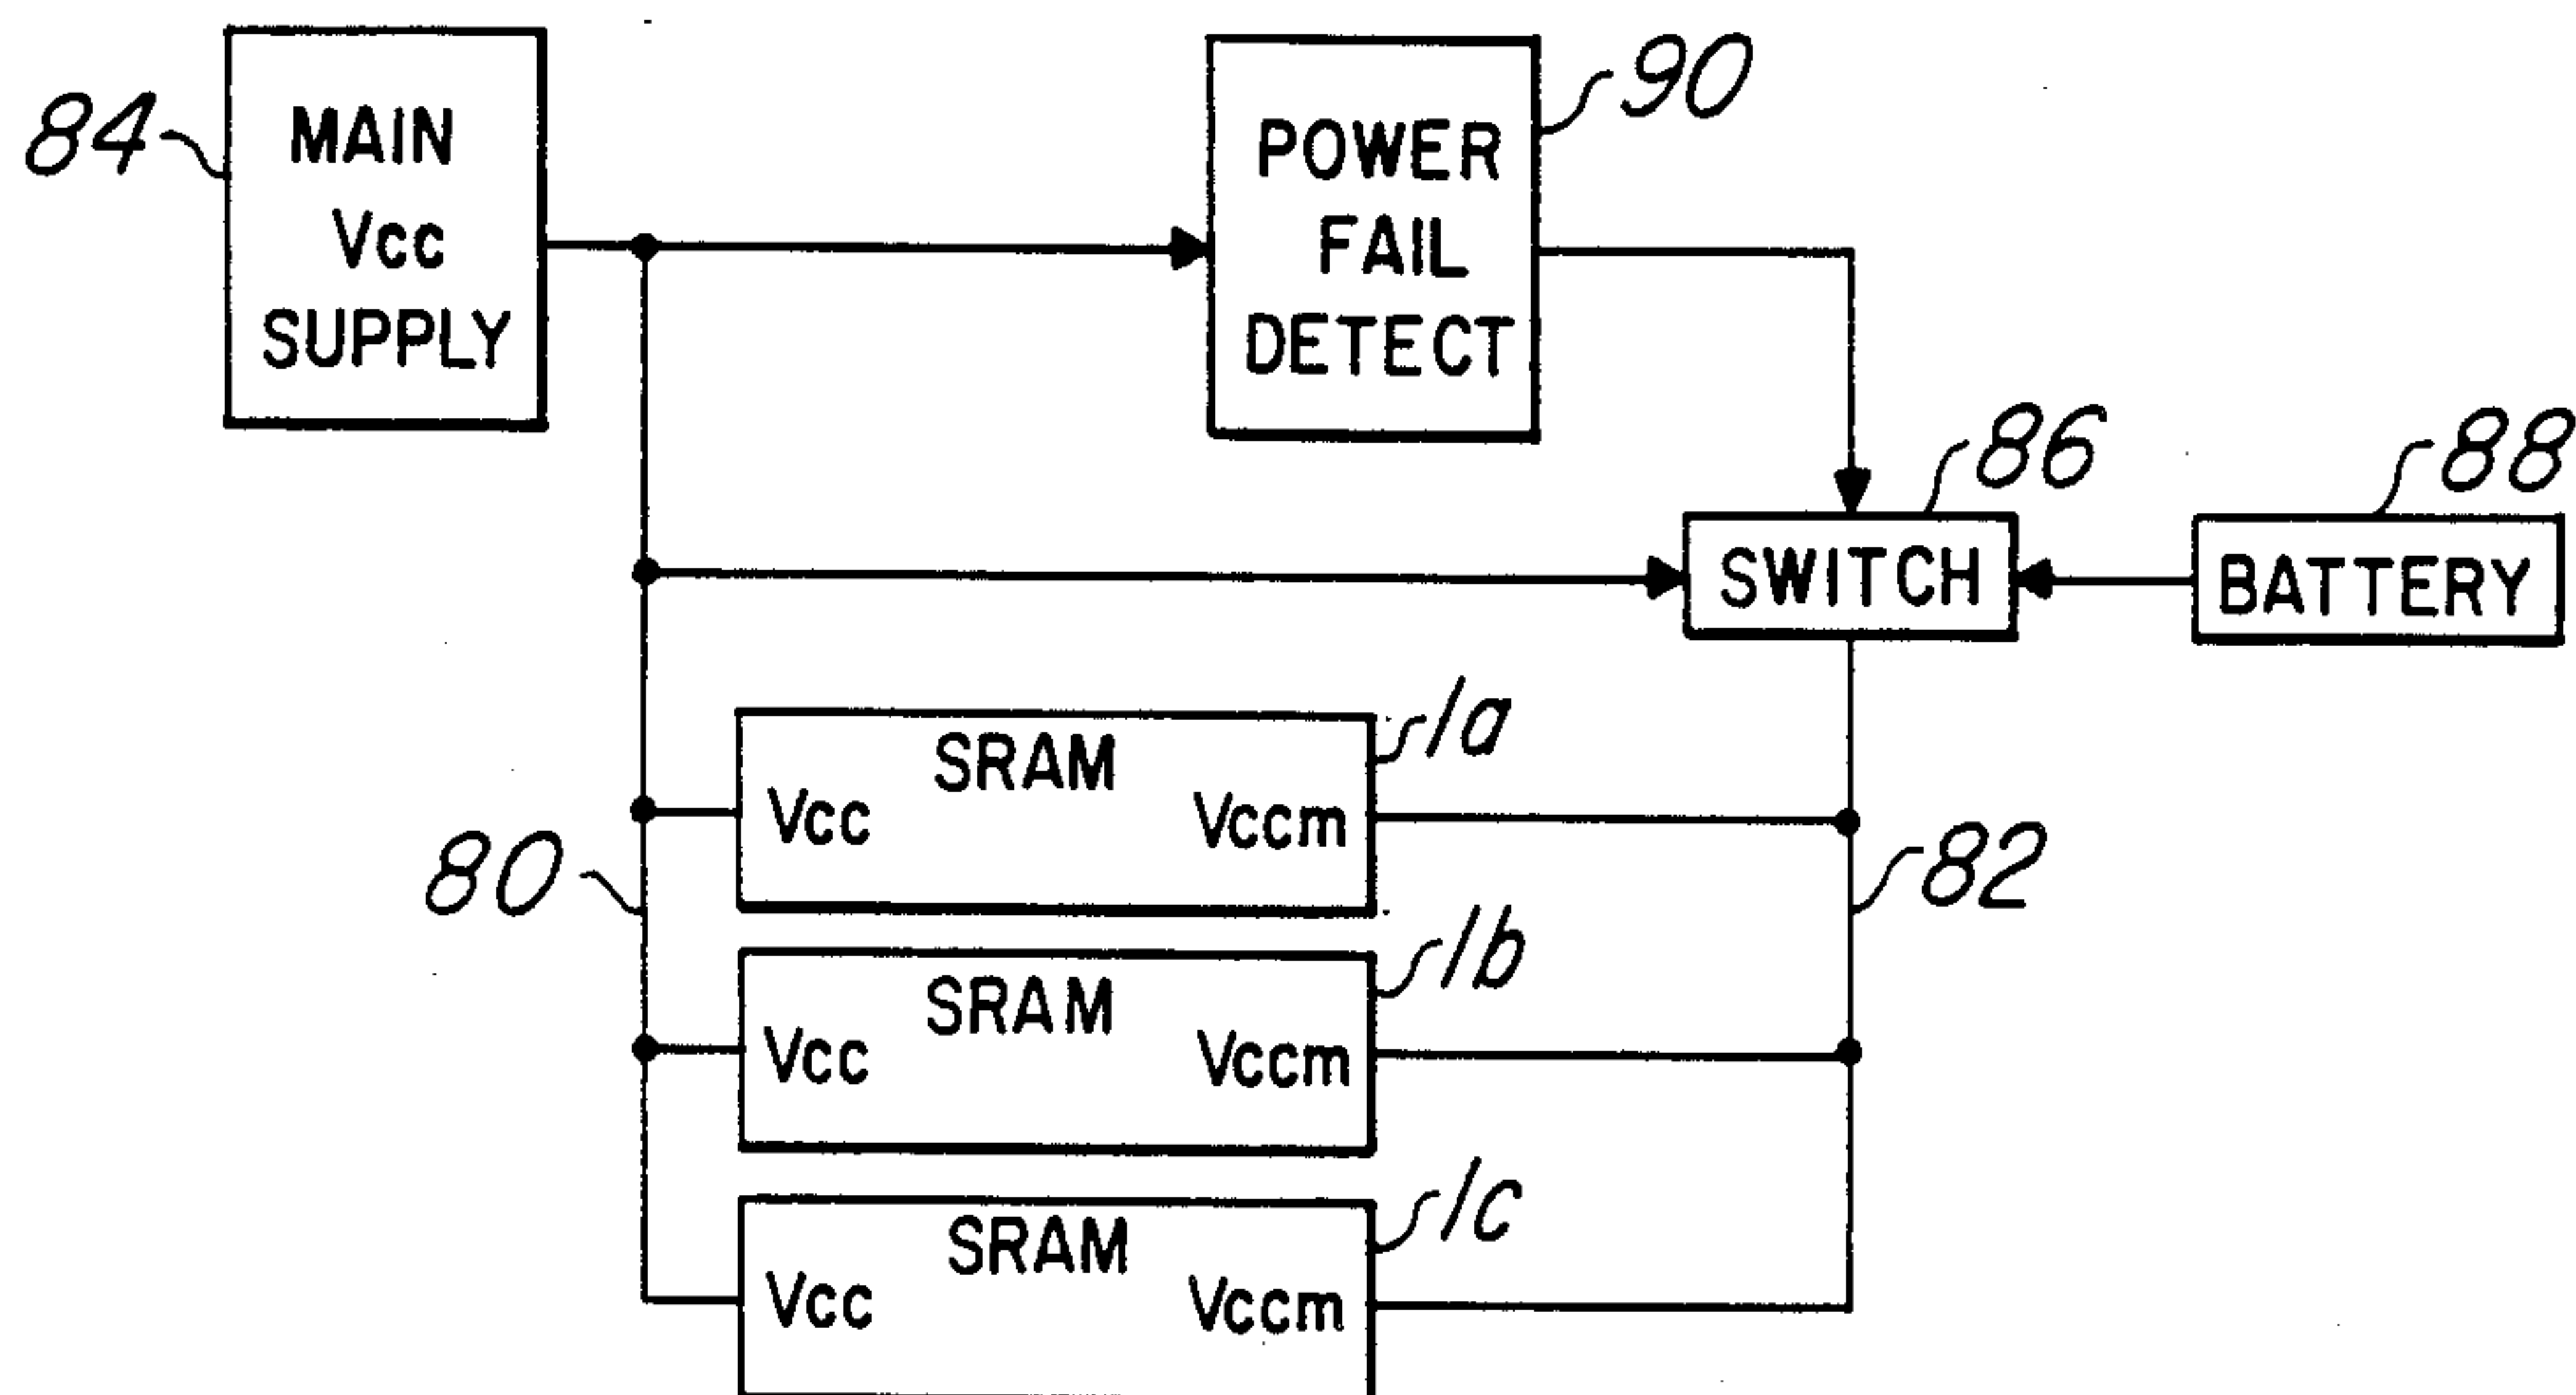 84
MAIN
Vcc
SUPPLY
90
POWER
FAIL
DETECT
86
SWITCH
88
BATTERY
80
82
1a
SRAM
Vcc Vccm
1b
SRAM
Vcc Vccm
1c
SRAM
Vcc Vccm